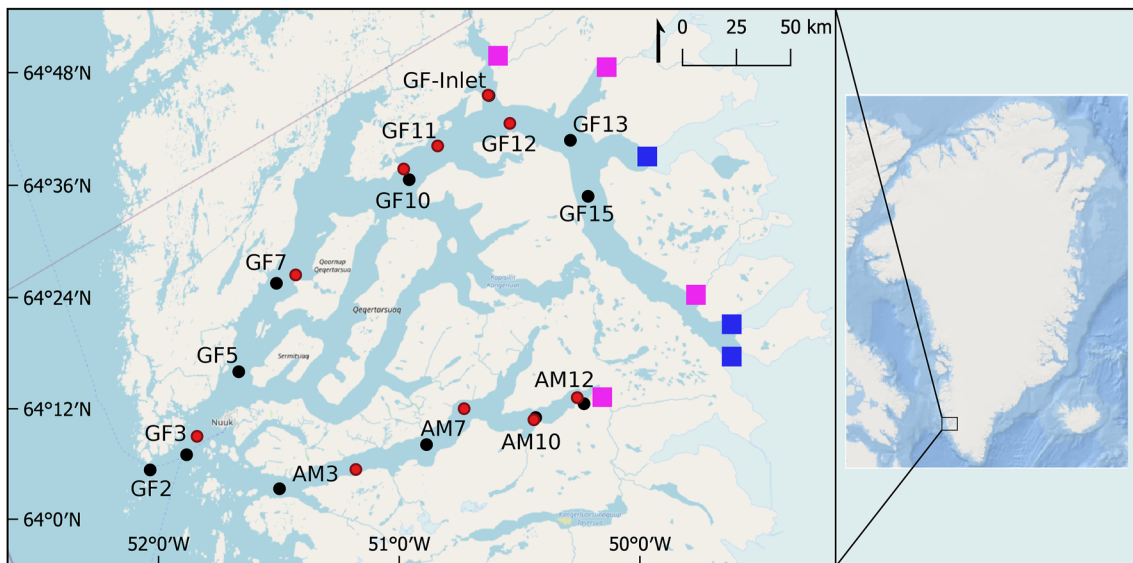 0 25 50 km
64°48′N
GF-Inlet
GF11
GF13
GF12
64°36′N
GF10
GF15
GF7
Qoornup
Qeqertarsua
64°24′N
Qeqertarsuaq
Sermitsiaq
GF5
AM12
64°12′N
Nuuk
GF3
AM7
AM10
AM3
GF2
64°0′N
52°0′W 51°0′W 50°0′W